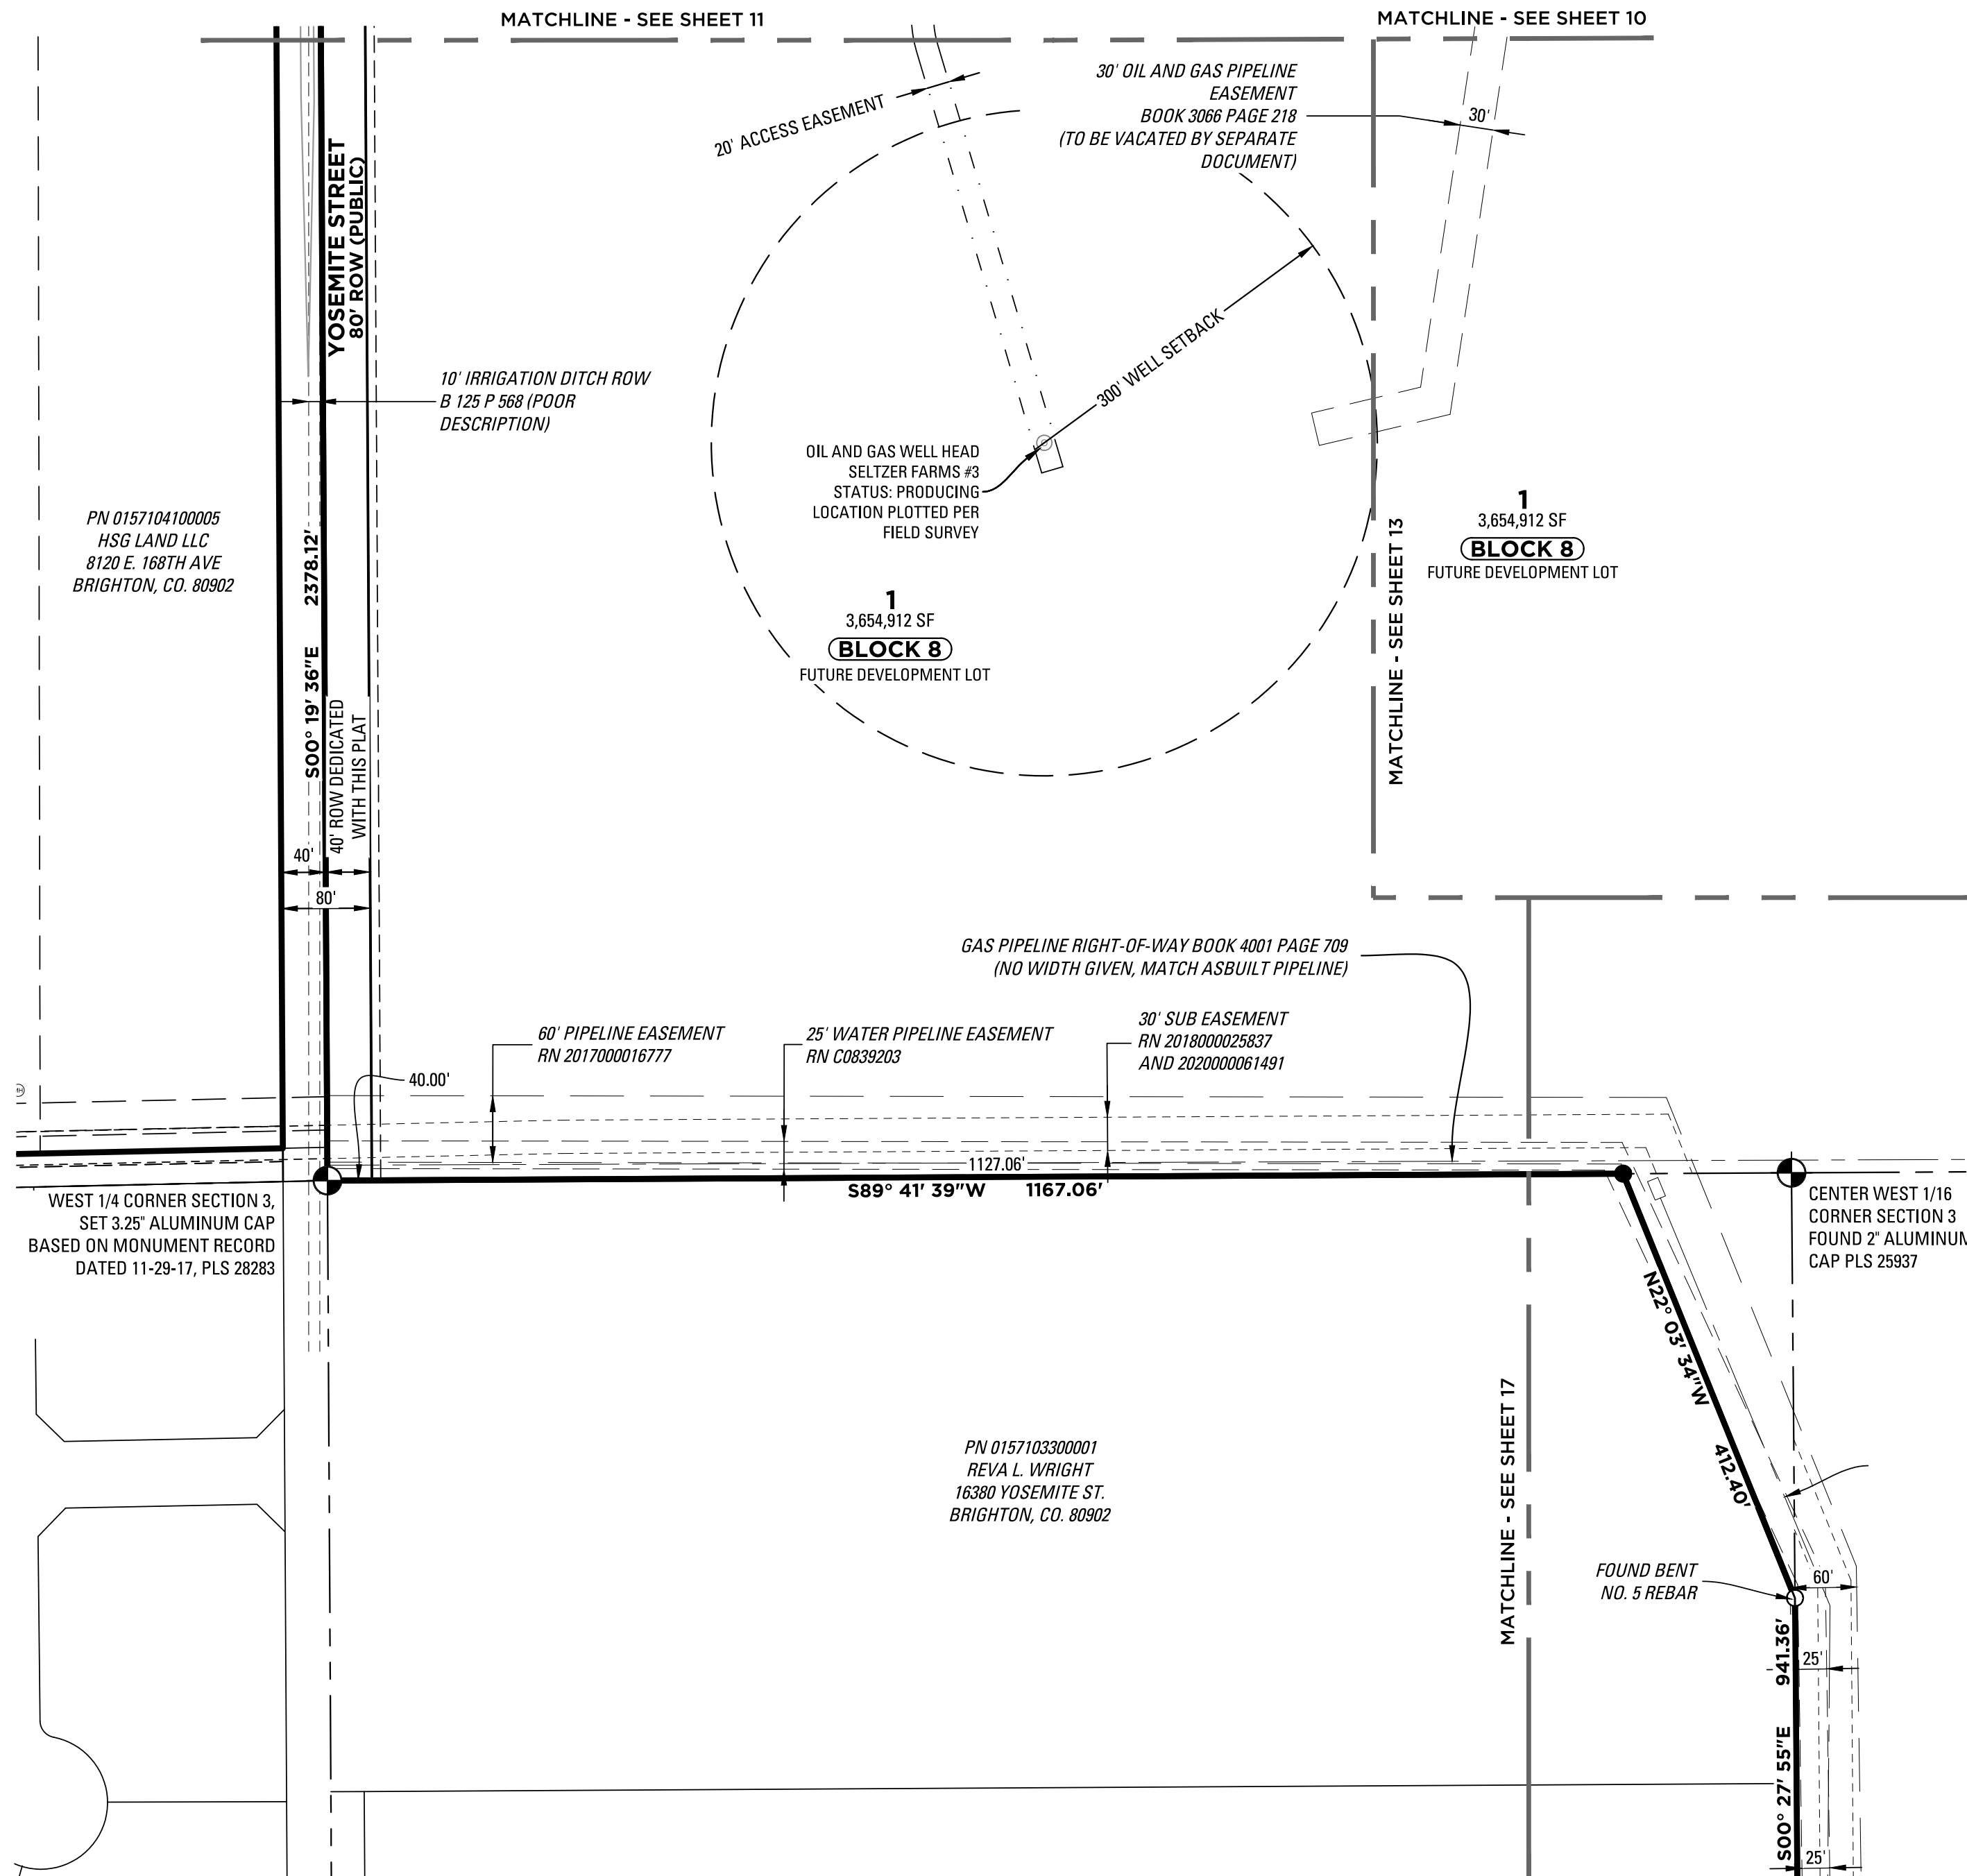 MATCHLINE - SEE SHEET 11
MATCHLINE - SEE SHEET 10
20' ACCESS EASEMENT
30' OIL AND GAS PIPELINE
EASEMENT
BOOK 3066 PAGE 218
(TO BE VACATED BY SEPARATE
DOCUMENT)
30'
YOSEMITE STREET
80' ROW (PUBLIC)
10' IRRIGATION DITCH ROW
B 125 P 568 (POOR
DESCRIPTION)
300' WELL SETBACK
OIL AND GAS WELL HEAD
SELTZER FARMS #3
STATUS: PRODUCING
LOCATION PLOTTED PER
FIELD SURVEY
PN 0157104100005
HSG LAND LLC
8120 E. 168TH AVE
BRIGHTON, CO. 80902
S00° 19' 36"E 2378.12'
1
3,654,912 SF
BLOCK 8
FUTURE DEVELOPMENT LOT
MATCHLINE - SEE SHEET 13
1
3,654,912 SF
BLOCK 8
FUTURE DEVELOPMENT LOT
40' ROW DEDICATED
WITH THIS PLAT
40'
80'
GAS PIPELINE RIGHT-OF-WAY BOOK 4001 PAGE 709
(NO WIDTH GIVEN, MATCH ASBUILT PIPELINE)
60' PIPELINE EASEMENT
RN 2017000016777
25' WATER PIPELINE EASEMENT
RN C0839203
30' SUB EASEMENT
RN 2018000025837
AND 2020000061491
40.00'
1127.06'
S89° 41' 39"W 1167.06'
WEST 1/4 CORNER SECTION 3,
SET 3.25" ALUMINUM CAP
BASED ON MONUMENT RECORD
DATED 11-29-17, PLS 28283
CENTER WEST 1/16
CORNER SECTION 3
FOUND 2" ALUMINUM
CAP PLS 25937
N22° 03' 34"W
412.40'
PN 0157103300001
REVA L. WRIGHT
16380 YOSEMITE ST.
BRIGHTON, CO. 80902
MATCHLINE - SEE SHEET 17
FOUND BENT
NO. 5 REBAR
60'
25'
S00° 27' 55"E 941.36'
25'